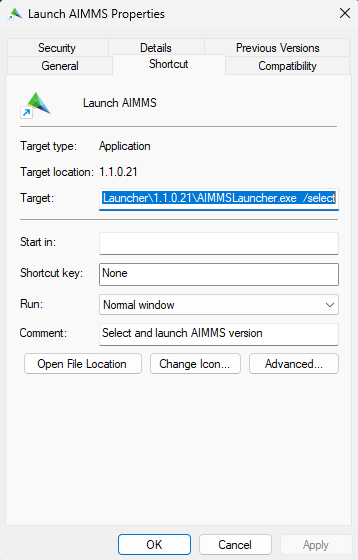 Launch AIMMS Properties
Security Details Previous Versions
General Shortcut Compatibility
Launch AIMMS
Target type: Application
Target location: 1.1.0.21
Target: Launcher\1.1.0.21\AIMMSLauncher.exe /select
Start in:
Shortcut key: None
Run: Normal window
Comment: Select and launch AIMMS version
Open File Location Change Icon... Advanced...
OK Cancel Apply